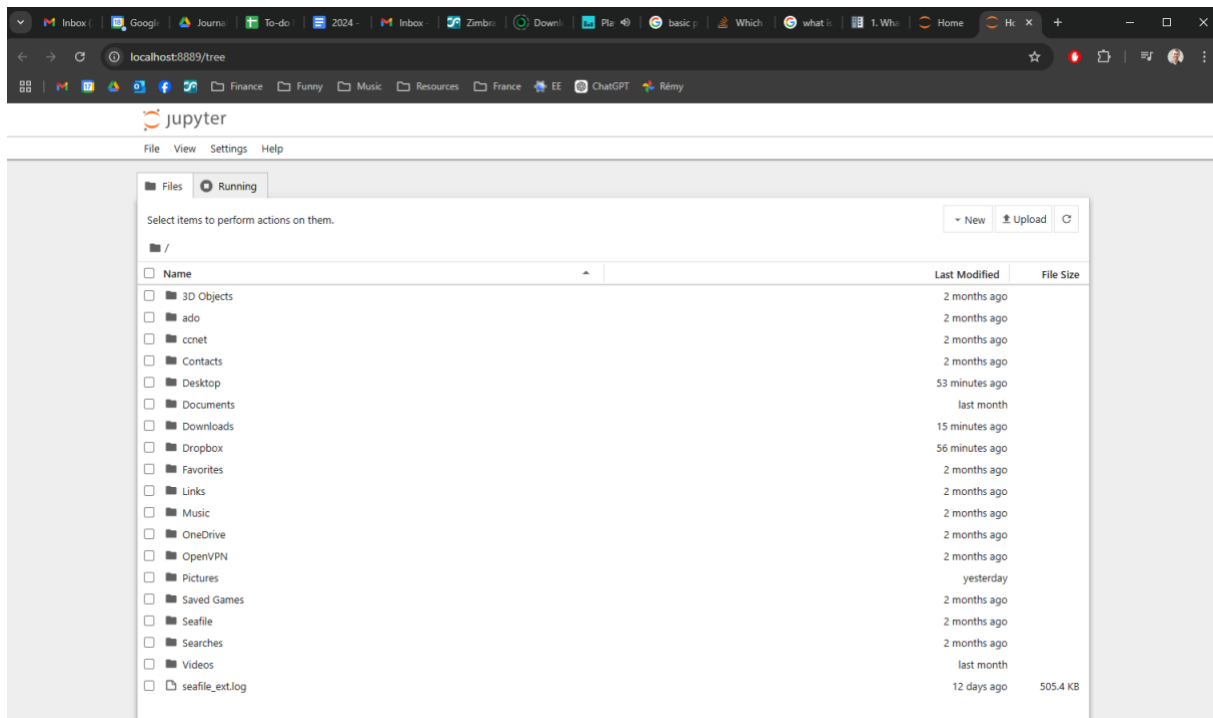 Inbox ( Google Journa To-do 2024 - Inbox - Zimbra Downl Pla basic p Which what is 1. Wha Home Hc
localhost:8889/tree
Finance Funny Music Resources France EE ChatGPT Rémy
jupyter
File View Settings Help
Files Running
Select items to perform actions on them. New Upload
/
Name Last Modified File Size
3D Objects 2 months ago
ado 2 months ago
ccnet 2 months ago
Contacts 2 months ago
Desktop 53 minutes ago
Documents last month
Downloads 15 minutes ago
Dropbox 56 minutes ago
Favorites 2 months ago
Links 2 months ago
Music 2 months ago
OneDrive 2 months ago
OpenVPN 2 months ago
Pictures yesterday
Saved Games 2 months ago
Seafile 2 months ago
Searches 2 months ago
Videos last month
seafile_ext.log 12 days ago 505.4 KB